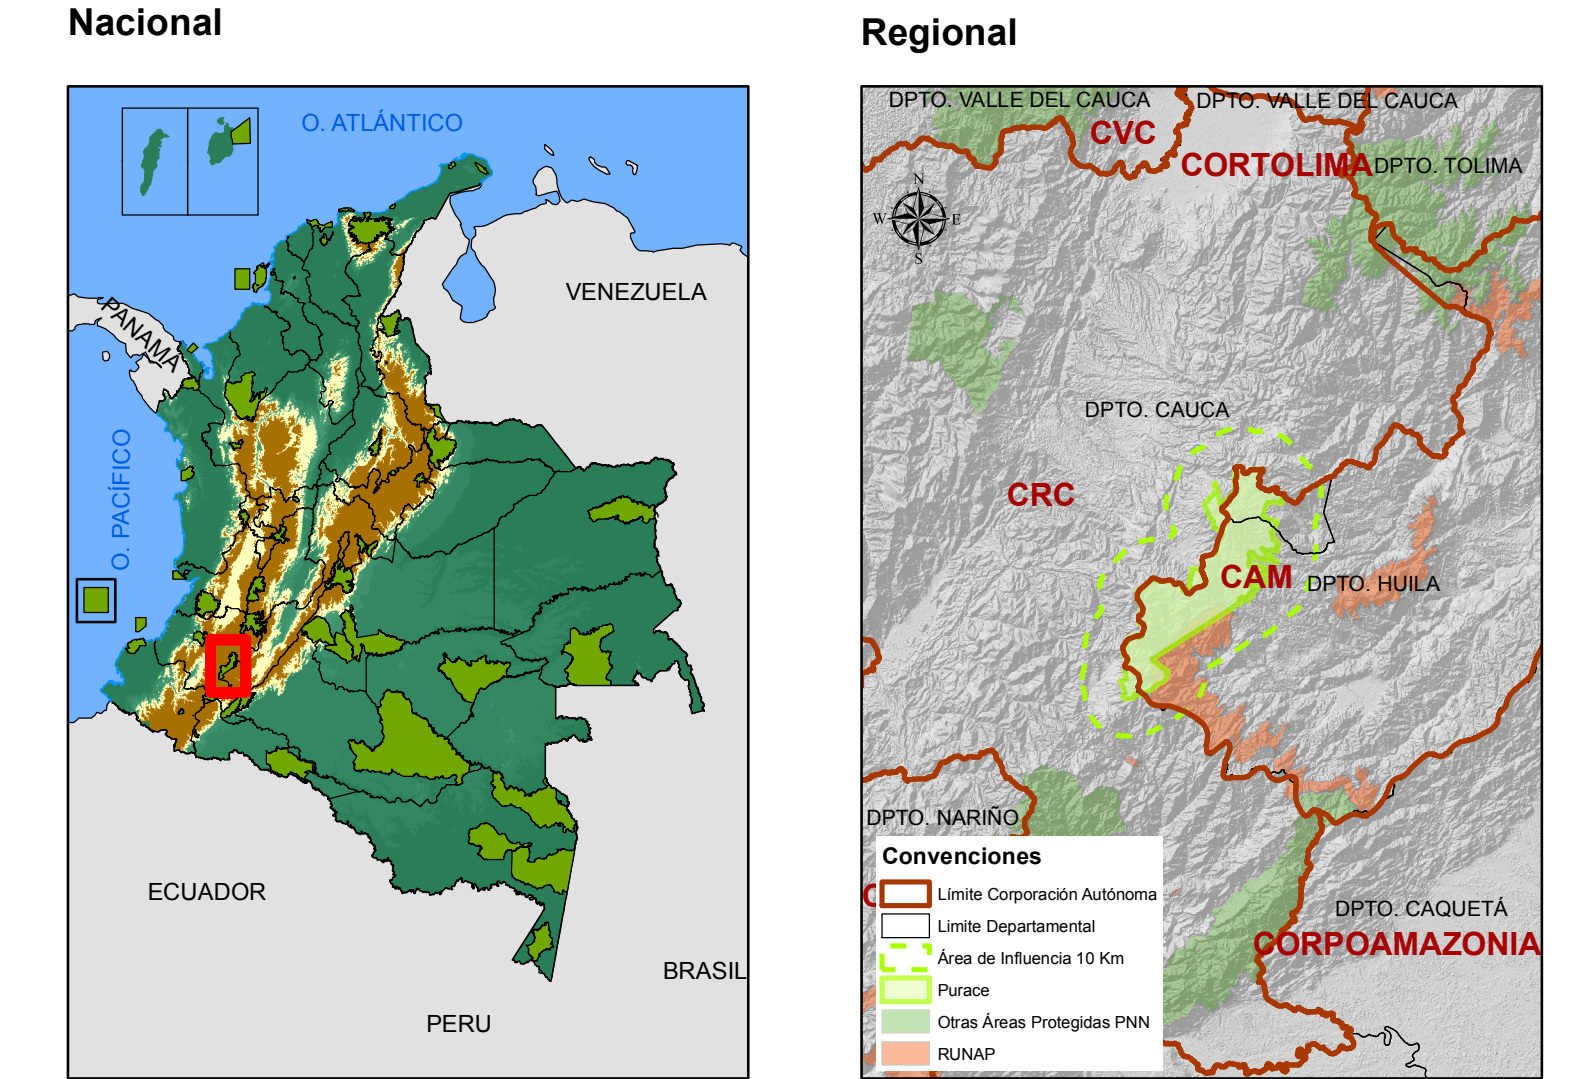 Nacional
O. ATLÁNTICO
VENEZUELA
PANAMÁ
O. PACÍFICO
ECUADOR
BRASIL
PERU
Regional
DPTO. VALLE DEL CAUCA
DPTO. VALLE DEL CAUCA
CVC
CORTOLIMA
DPTO. TOLIMA
N
W
E
S
DPTO. CAUCA
CRC
CAM
DPTO. HUILA
DPTO. NARIÑO
C
DPTO. CAQUETÁ
CORPOAMAZONIA
Convenciones
Límite Corporación Autónoma
Limite Departamental
Área de Influencia 10 Km
Purace
Otras Áreas Protegidas PNN
RUNAP